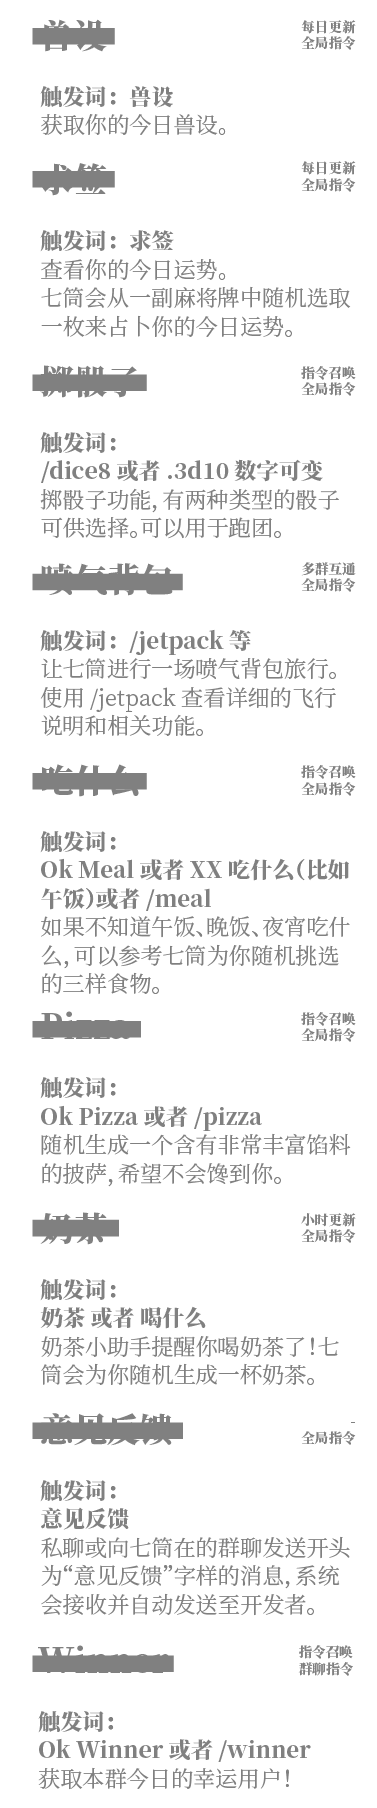 兽设
每日更新
全局指令
触发词：兽设
获取你的今日兽设。
求签
每日更新
全局指令
触发词：求签
查看你的今日运势。
七筒会从一副麻将牌中随机选取
一枚来占卜你的今日运势。
掷骰子
指令召唤
全局指令
触发词：
/dice8 或者 .3d10 数字可变
掷骰子功能，有两种类型的骰子
可供选择。可以用于跑团。
喷气背包
多群互通
全局指令
触发词：/jetpack 等
让七筒进行一场喷气背包旅行。
使用 /jetpack 查看详细的飞行
说明和相关功能。
吃什么
指令召唤
全局指令
触发词：
Ok Meal 或者 XX 吃什么（比如
午饭）或者 /meal
如果不知道午饭、晚饭、夜宵吃什
么，可以参考七筒为你随机挑选
的三样食物。
Pizza
指令召唤
全局指令
触发词：
Ok Pizza 或者 /pizza
随机生成一个含有非常丰富馅料
的披萨，希望不会馋到你。
奶茶
小时更新
全局指令
触发词：
奶茶 或者 喝什么
奶茶小助手提醒你喝奶茶了！七
筒会为你随机生成一杯奶茶。
意见反馈
-
全局指令
触发词：
意见反馈
私聊或向七筒在的群聊发送开头
为“意见反馈”字样的消息，系统
会接收并自动发送至开发者。
Winner
指令召唤
群聊指令
触发词：
Ok Winner 或者 /winner
获取本群今日的幸运用户！